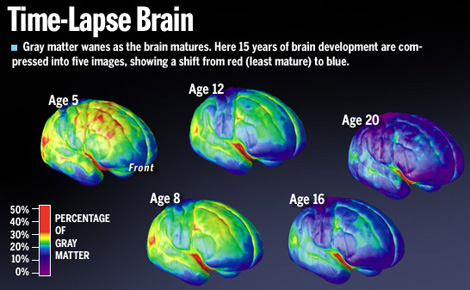 Time-Lapse Brain
Gray matter wanes as the brain matures. Here 15 years of brain development are com-
pressed into five images, showing a shift from red (least mature) to blue.
Age 5
Age 12
Age 20
Front
Age 8
Age 16
50%
40%
30%
20%
10%
0%
PERCENTAGE
OF
GRAY
MATTER